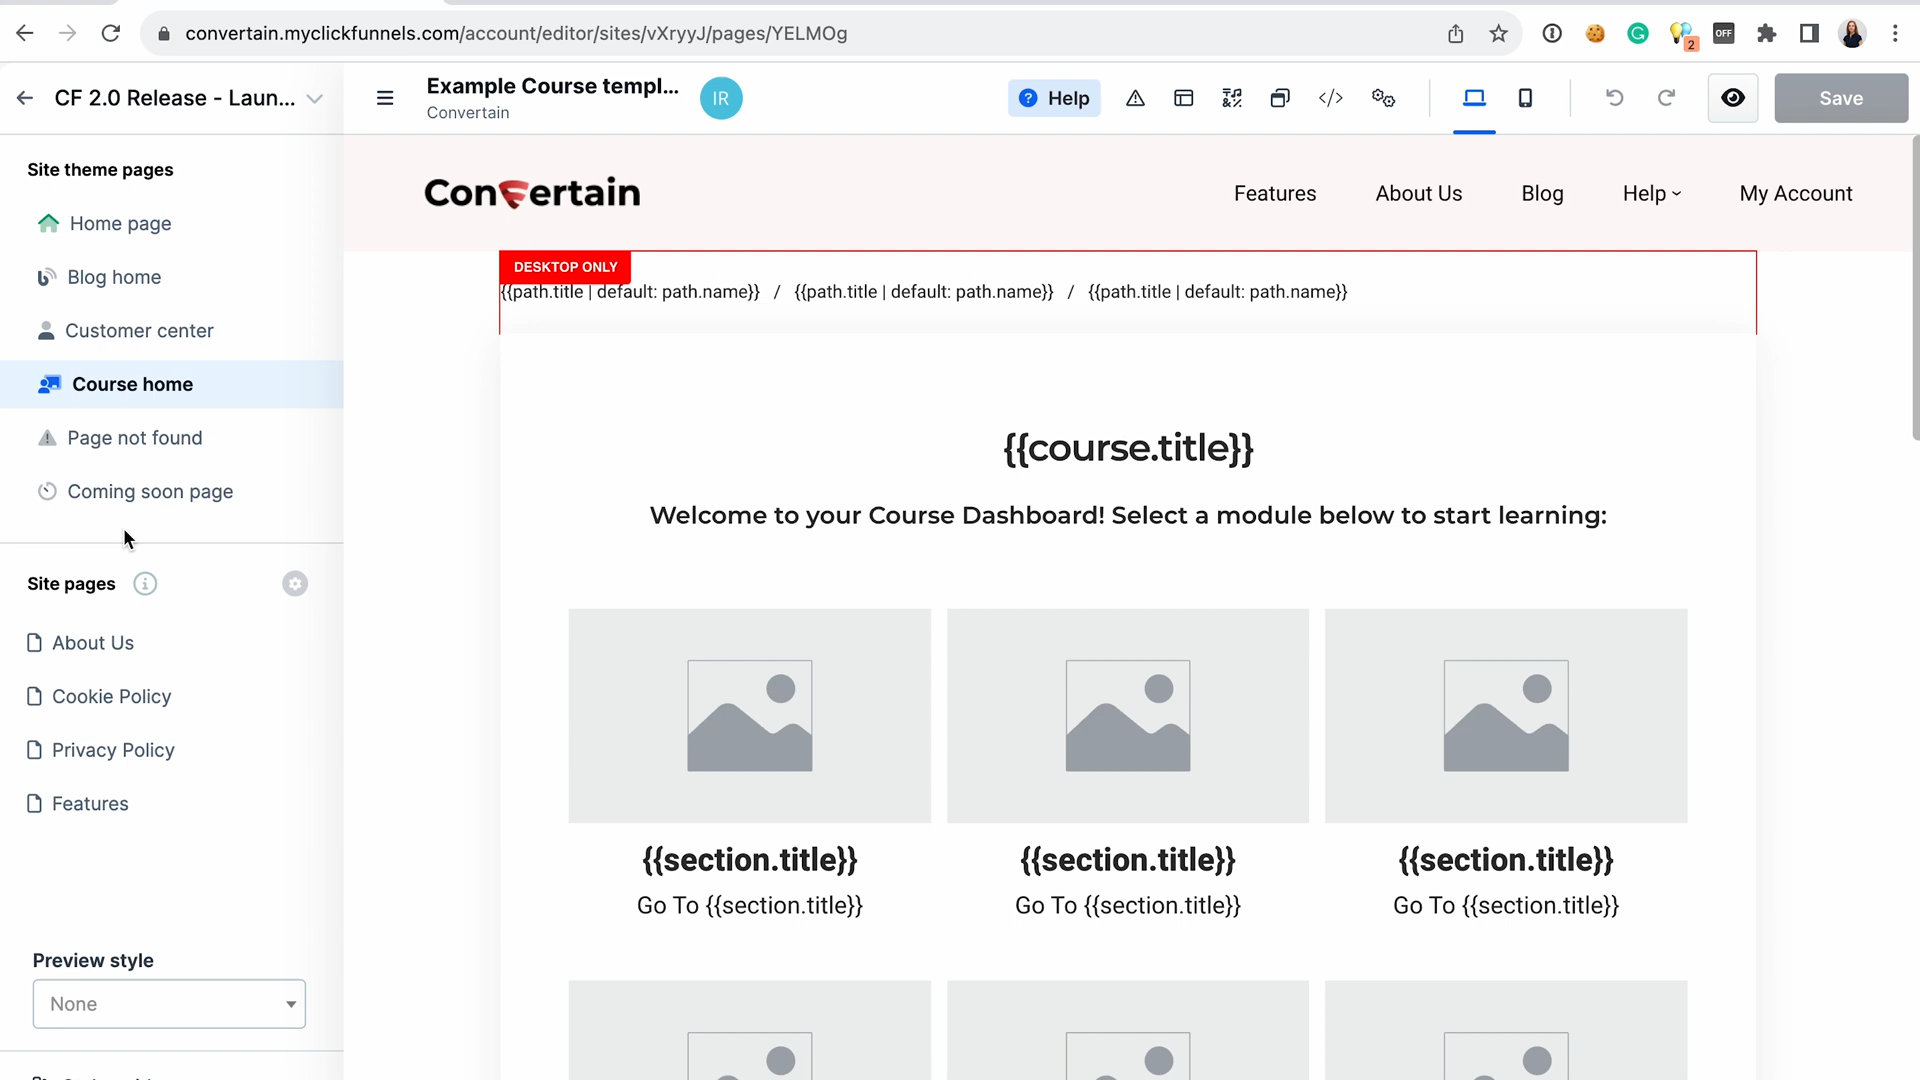 convertain.myclickfunnels.com/account/editor/sites/vXryyJ/pages/YELMOg
2
OFF
CF 2.0 Release - Laun...
Example Course templ...
Convertain
IR
Help
Save
Site theme pages
Home page
Blog home
Customer center
Course home
Page not found
Coming soon page
Site pages
About Us
Cookie Policy
Privacy Policy
Features
Preview style
None
Convertain
Features
About Us
Blog
Help
My Account
DESKTOP ONLY
{{path.title | default: path.name}} / {{path.title | default: path.name}} / {{path.title | default: path.name}}
{{course.title}}
Welcome to your Course Dashboard! Select a module below to start learning:
{{section.title}}
Go To {{section.title}}
{{section.title}}
Go To {{section.title}}
{{section.title}}
Go To {{section.title}}